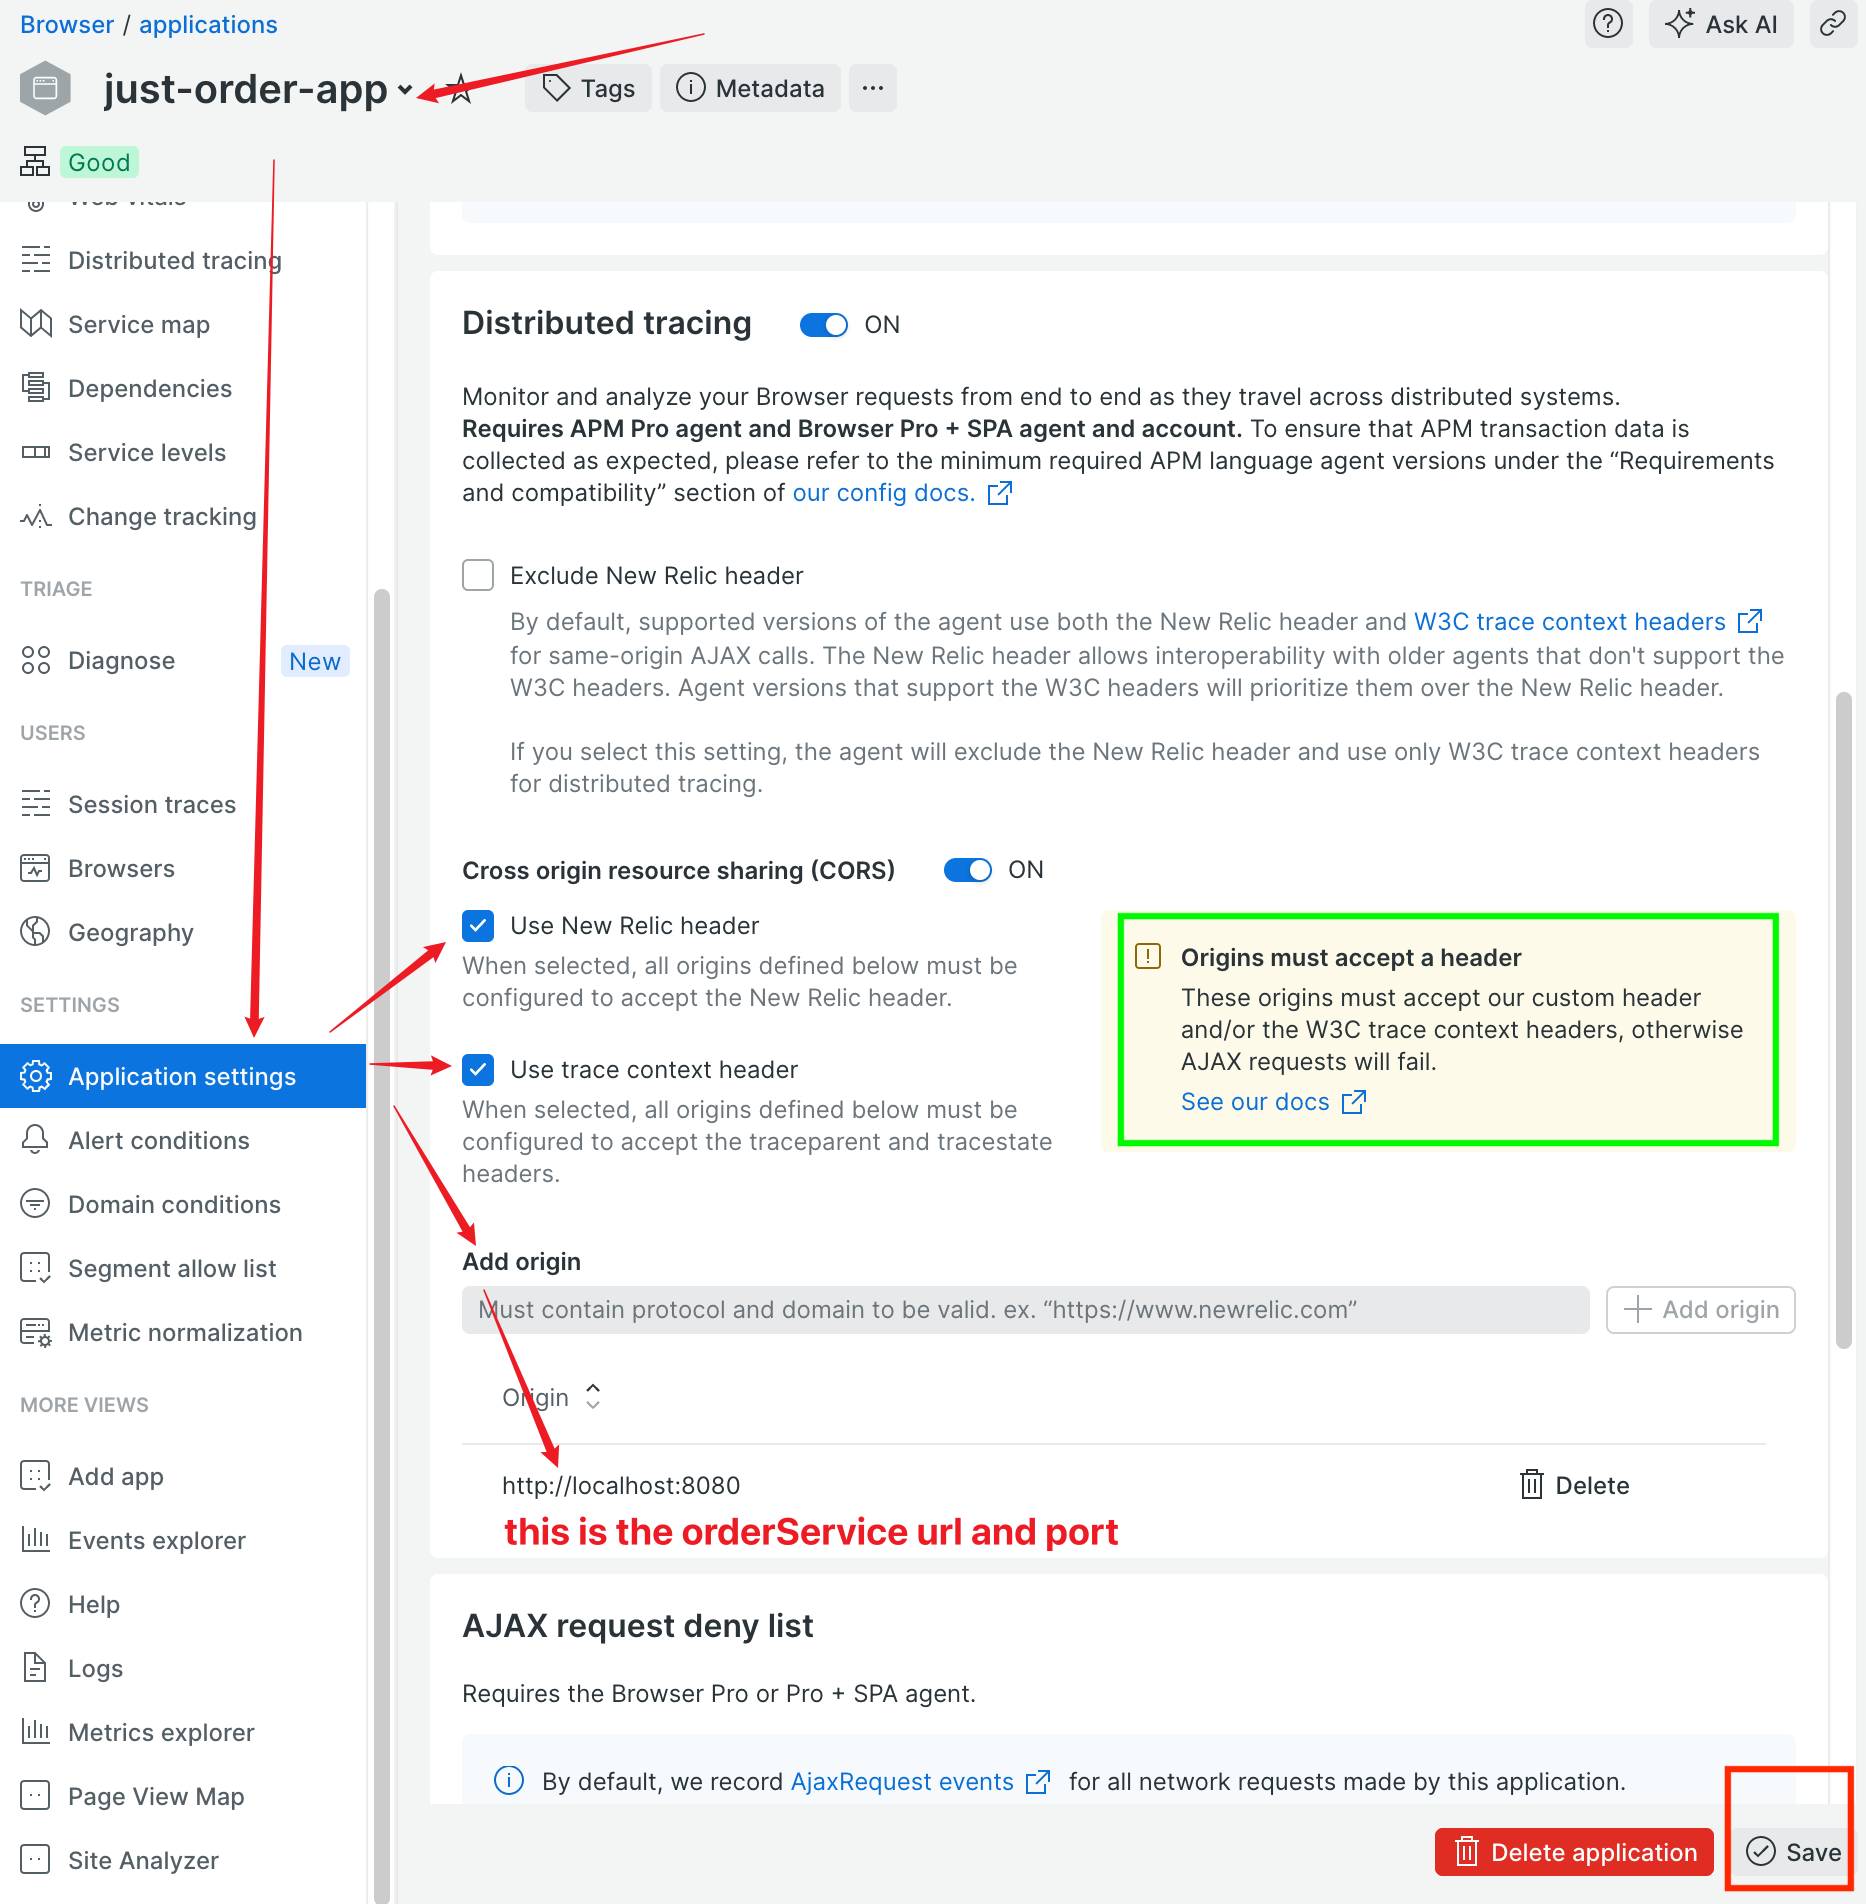 Browser / applications
Ask AI
just-order-app
Tags
Metadata
...
Good
Web vitals
Distributed tracing
Service map
Dependencies
Service levels
Change tracking
TRIAGE
Diagnose New
USERS
Session traces
Browsers
Geography
SETTINGS
Application settings
Alert conditions
Domain conditions
Segment allow list
Metric normalization
MORE VIEWS
Add app
Events explorer
Help
Logs
Metrics explorer
Page View Map
Site Analyzer
Distributed tracing ON
Monitor and analyze your Browser requests from end to end as they travel across distributed systems.
Requires APM Pro agent and Browser Pro + SPA agent and account. To ensure that APM transaction data is
collected as expected, please refer to the minimum required APM language agent versions under the “Requirements
and compatibility” section of our config docs.
Exclude New Relic header
By default, supported versions of the agent use both the New Relic header and W3C trace context headers
for same-origin AJAX calls. The New Relic header allows interoperability with older agents that don't support the
W3C headers. Agent versions that support the W3C headers will prioritize them over the New Relic header.
If you select this setting, the agent will exclude the New Relic header and use only W3C trace context headers
for distributed tracing.
Cross origin resource sharing (CORS) ON
Use New Relic header
When selected, all origins defined below must be
configured to accept the New Relic header.
Use trace context header
When selected, all origins defined below must be
configured to accept the traceparent and tracestate
headers.
Origins must accept a header
These origins must accept our custom header
and/or the W3C trace context headers, otherwise
AJAX requests will fail.
See our docs
Add origin
Must contain protocol and domain to be valid. ex. “https://www.newrelic.com”
Add origin
Origin
http://localhost:8080
Delete
this is the orderService url and port
AJAX request deny list
Requires the Browser Pro or Pro + SPA agent.
By default, we record AjaxRequest events for all network requests made by this application.
Delete application
Save